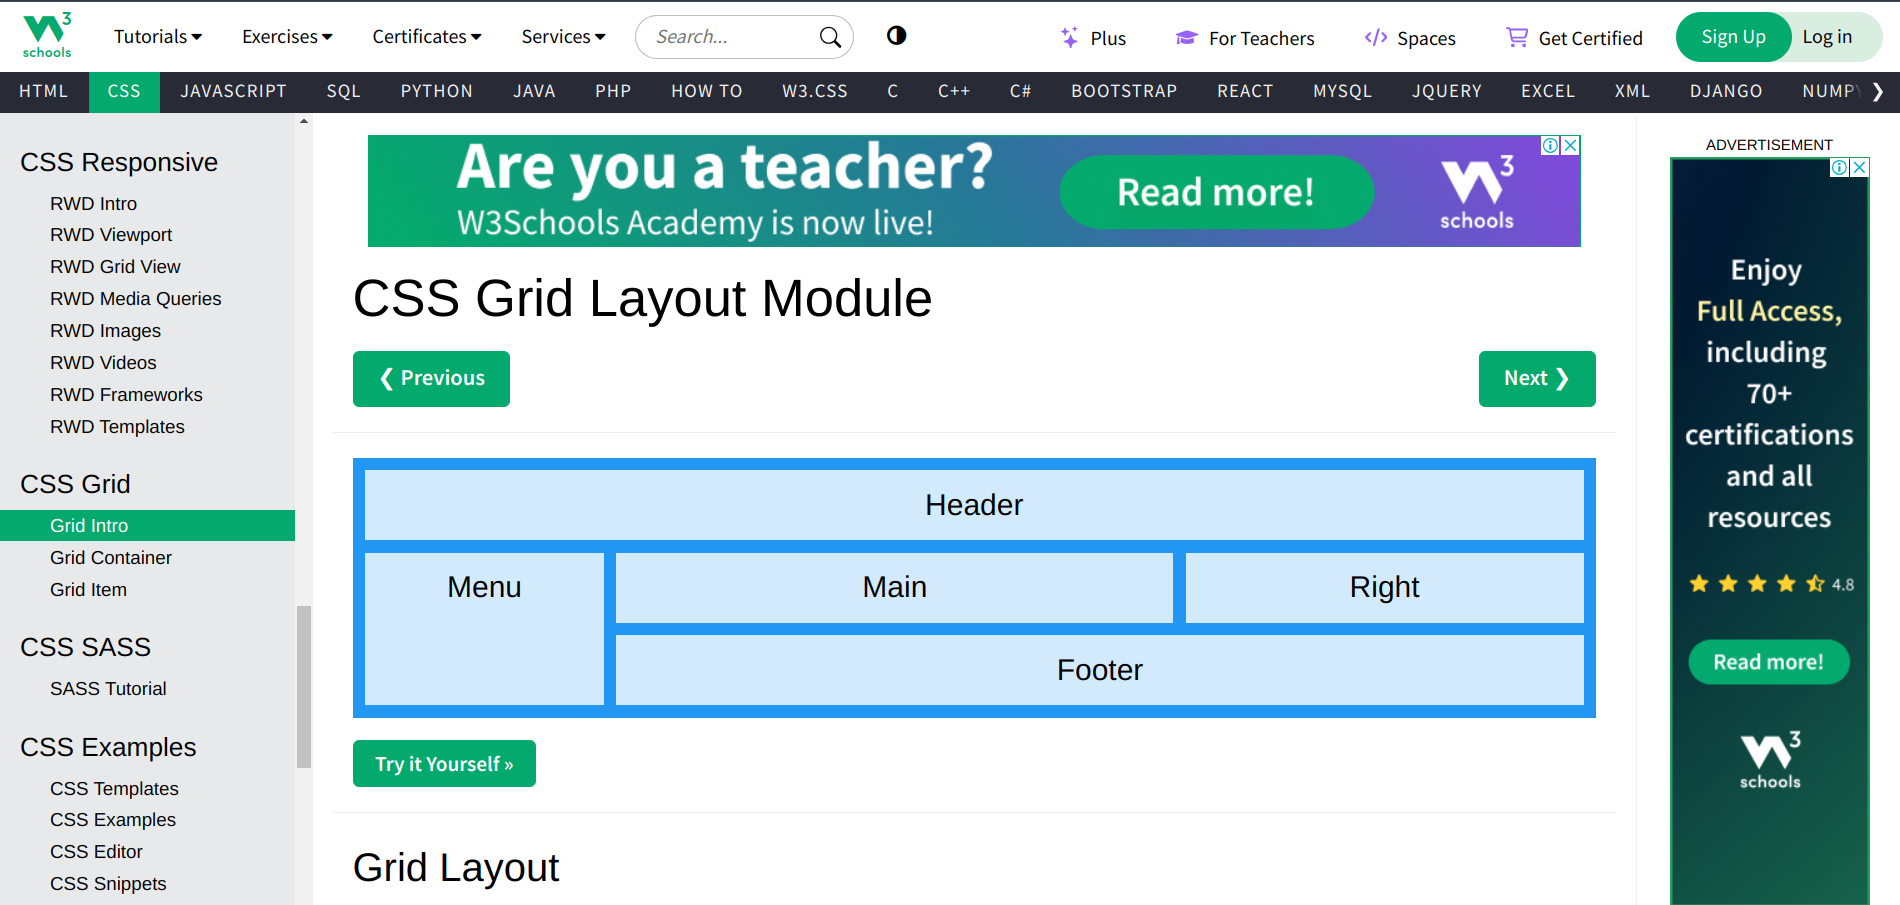 W3
schools
Tutorials
Exercises
Certificates
Services
Search...
Plus
For Teachers
Spaces
Get Certified
Sign Up
Log in
HTML
CSS
JAVASCRIPT
SQL
PYTHON
JAVA
PHP
HOW TO
W3.CSS
C
C++
C#
BOOTSTRAP
REACT
MYSQL
JQUERY
EXCEL
XML
DJANGO
NUMPY
❯
CSS Responsive
RWD Intro
RWD Viewport
RWD Grid View
RWD Media Queries
RWD Images
RWD Videos
RWD Frameworks
RWD Templates
CSS Grid
Grid Intro
Grid Container
Grid Item
CSS SASS
SASS Tutorial
CSS Examples
CSS Templates
CSS Examples
CSS Editor
CSS Snippets
Are you a teacher?
W3Schools Academy is now live!
Read more!
W3
schools
CSS Grid Layout Module
❮ Previous
Next ❯
Header
Menu
Main
Right
Footer
Try it Yourself »
Grid Layout
ADVERTISEMENT
Enjoy
Full Access,
including
70+
certifications
and all
resources
4.8
Read more!
W3
schools